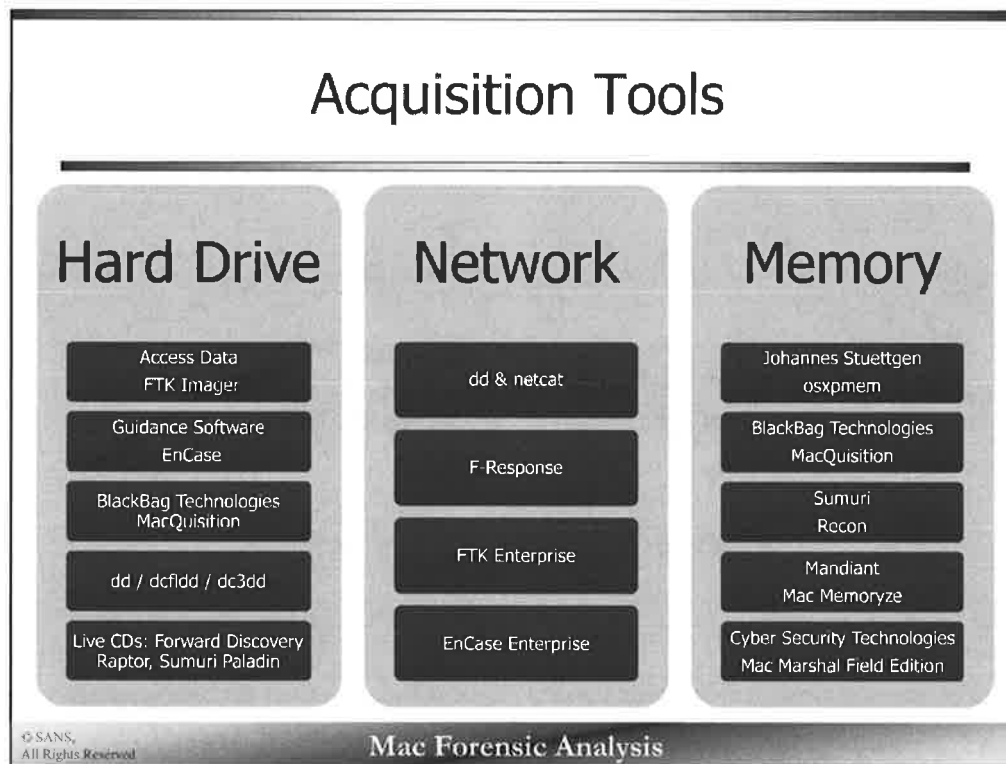 Acquisition Tools
Hard Drive
Access Data
FTK Imager
Guidance Software
EnCase
BlackBag Technologies
MacQuisition
dd / dcfldd / dc3dd
Live CDs: Forward Discovery
Raptor, Sumuri Paladin
Network
dd & netcat
F-Response
FTK Enterprise
EnCase Enterprise
Memory
Johannes Stuettgen
osxpmem
BlackBag Technologies
MacQuisition
Sumuri
Recon
Mandiant
Mac Memoryze
Cyber Security Technologies
Mac Marshal Field Edition
© SANS,
All Rights Reserved
Mac Forensic Analysis